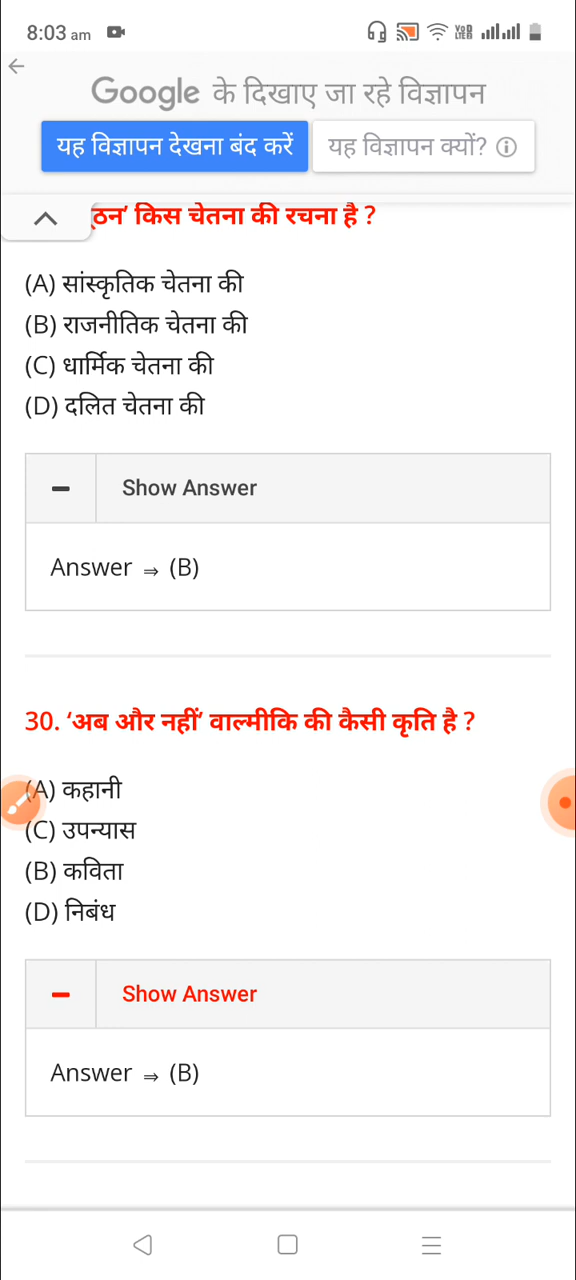 8:03 am
Google के दिखाए जा रहे विज्ञापन
यह विज्ञापन देखना बंद करें यह विज्ञापन क्यों?
किस चेतना की रचना है ?
(A) सांस्कृतिक चेतना की
(B) राजनीतिक चेतना की
(C) धार्मिक चेतना की
(D) दलित चेतना की
Show Answer
Answer ⇒ (B)
30. ‘अब और नहीं’ वाल्मीकि की कैसी कृति है ?
(A) कहानी
(C) उपन्यास
(B) कविता
(D) निबंध
Show Answer
Answer ⇒ (B)